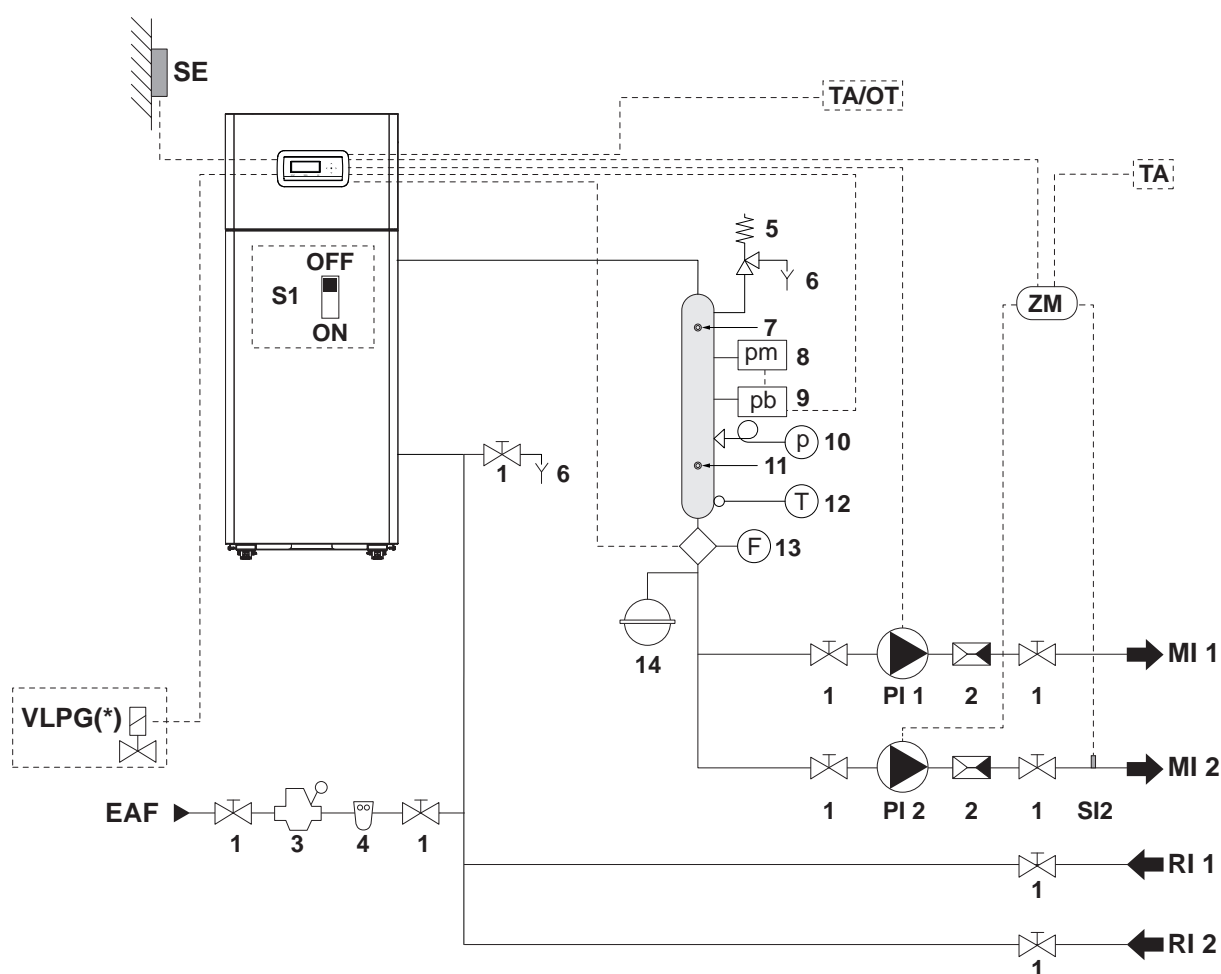 SE
TA/OT
TA
5
OFF
6
S1
ZM
ON
7
pm 8
pb 9
p 10
1 6
11
T 12
F 13
MI 1
14
1 PI 1 2 1
VLPG(*)
MI 2
EAF
1 PI 2 2 1 SI2
1 3 4 1
RI 1
1
RI 2
1